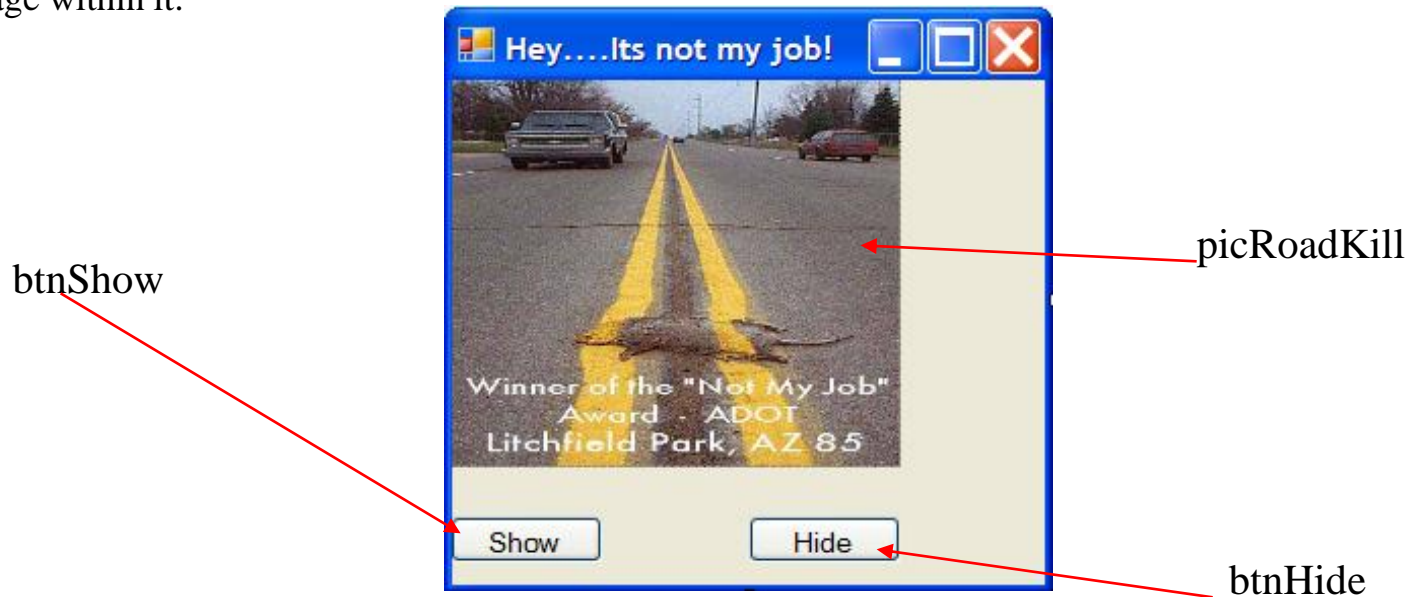 age within it.
Hey....Its not my job!
picRoadKill
btnShow
Winner of the "Not My Job"
Award - ADOT
Litchfield Park, AZ 85
Show
Hide
btnHide